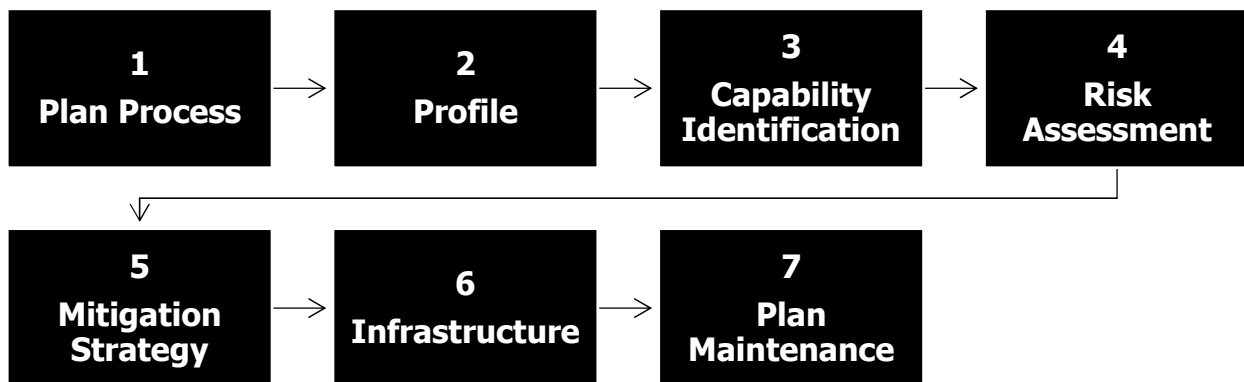 1
Plan Process
2
Profile
3
Capability
Identification
4
Risk
Assessment
5
Mitigation
Strategy
6
Infrastructure
7
Plan
Maintenance